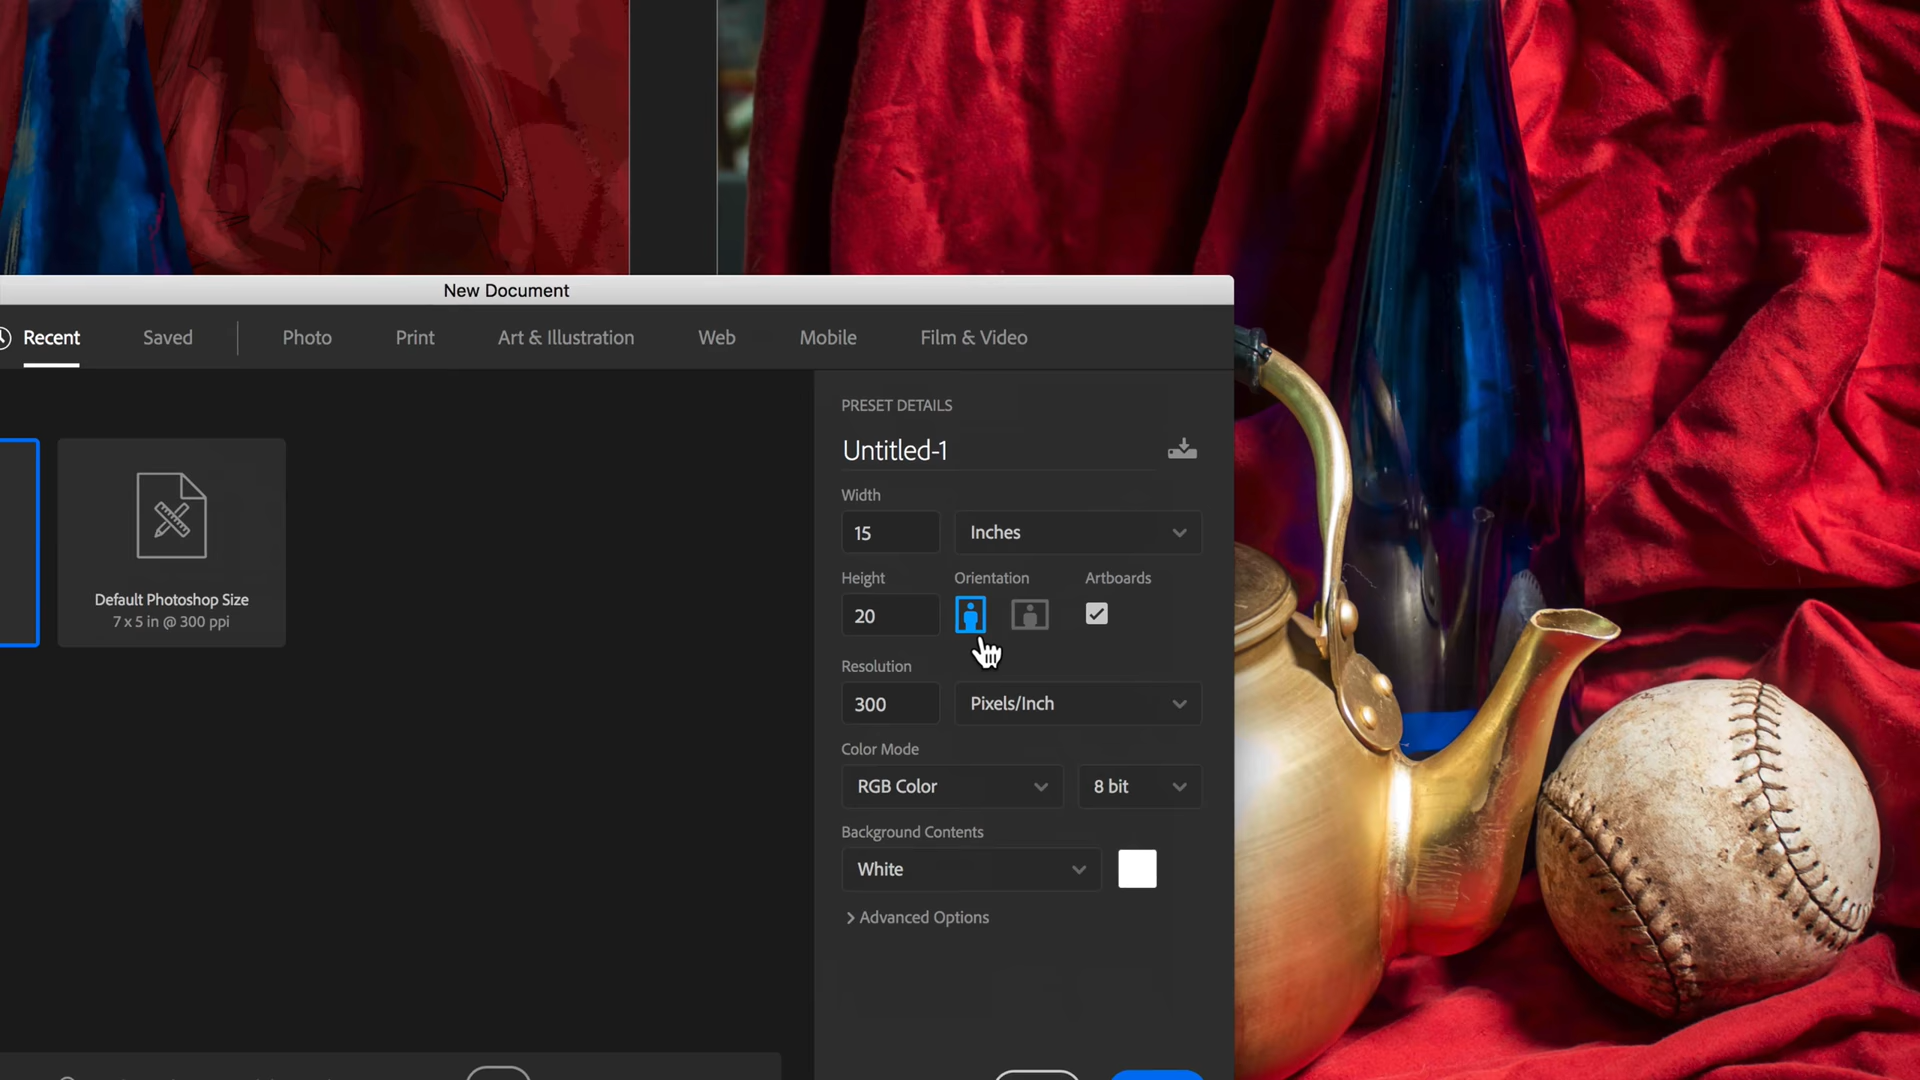 New Document
Recent
Saved
Photo
Print
Art & Illustration
Web
Mobile
Film & Video
PRESET DETAILS
Untitled-1
Width
15
Inches
Height
Orientation
Artboards
20
Resolution
300
Pixels/Inch
Color Mode
RGB Color
8 bit
Background Contents
White
Advanced Options
Default Photoshop Size
7 x 5 in @ 300 ppi